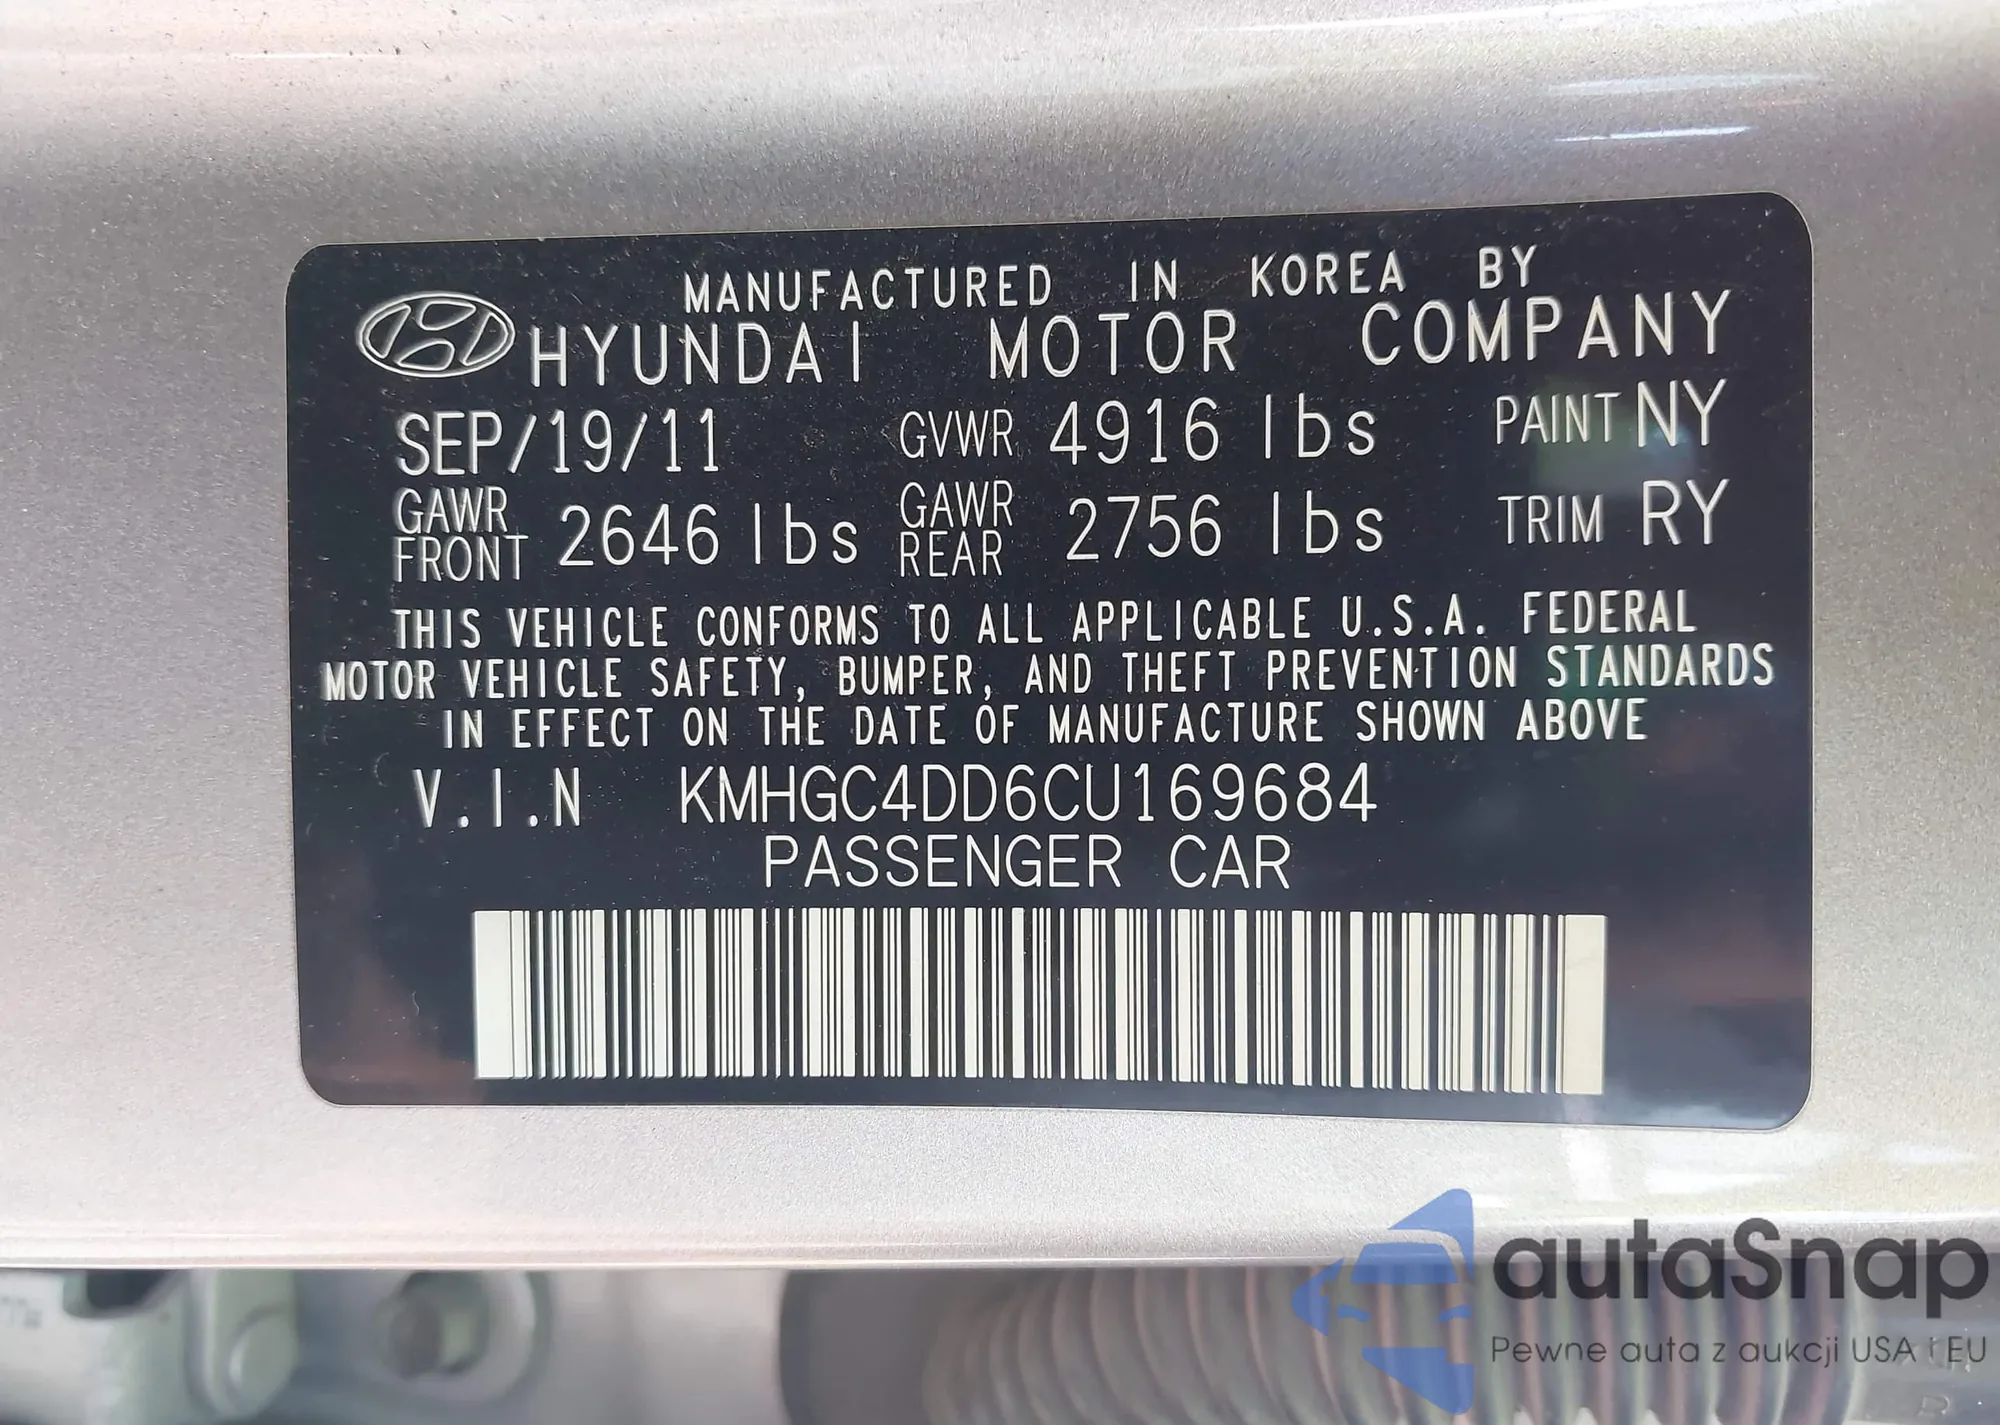 MANUFACTURED IN KOREA BY
HYUNDAI MOTOR COMPANY
SEP/19/11 GVWR 4916 lbs PAINT NY
GAWR FRONT 2646 lbs GAWR REAR 2756 lbs TRIM RY
THIS VEHICLE CONFORMS TO ALL APPLICABLE U.S.A. FEDERAL
MOTOR VEHICLE SAFETY, BUMPER, AND THEFT PREVENTION STANDARDS
IN EFFECT ON THE DATE OF MANUFACTURE SHOWN ABOVE
V.I.N KMHGC4DD6CU169684
PASSENGER CAR
autaSnap
Pewne auta z aukcji USA i EU